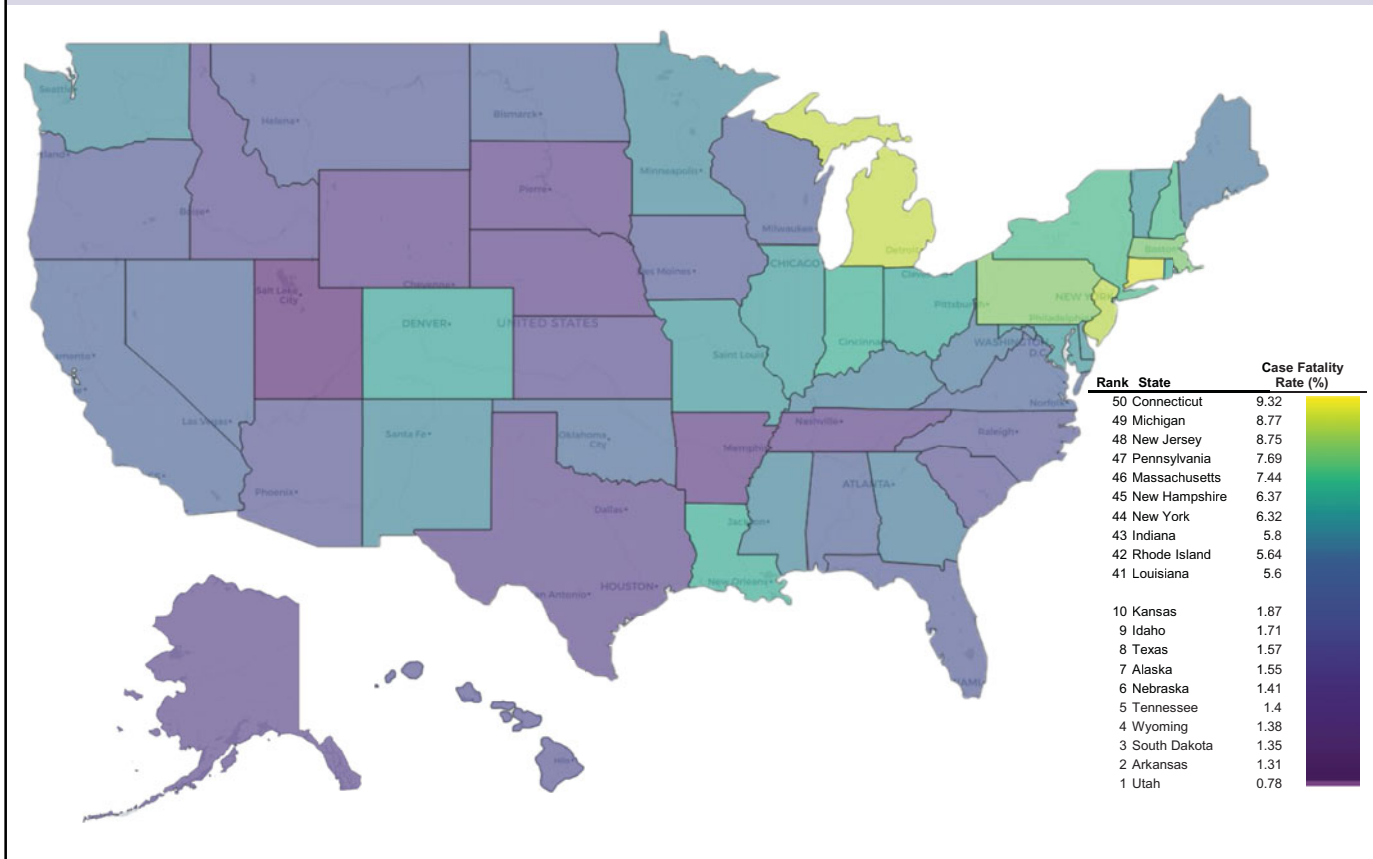 Seattle
Helena
Bismarck
Minneapolis
Pierre
Boise
Milwaukee
Detroit
Boston
Des Moines
CHICAGO
Salt Lake
City
Cheyenne
Pittsburgh
NEW YORK
DENVER
UNITED STATES
Philadelphia
Cincinnati
WASHINGTON
D.C.
Saint Louis
Las Vegas
Norfolk
Santa Fe
Oklahoma
City
Nashville
Raleigh
Memphis
Phoenix
ATLANTA
Dallas
Jackson
HOUSTON
an Antonio
New Orleans
MIAMI
Hilo
Case Fatality
Rank State Rate (%)
50 Connecticut 9.32
49 Michigan 8.77
48 New Jersey 8.75
47 Pennsylvania 7.69
46 Massachusetts 7.44
45 New Hampshire 6.37
44 New York 6.32
43 Indiana 5.8
42 Rhode Island 5.64
41 Louisiana 5.6
10 Kansas 1.87
9 Idaho 1.71
8 Texas 1.57
7 Alaska 1.55
6 Nebraska 1.41
5 Tennessee 1.4
4 Wyoming 1.38
3 South Dakota 1.35
2 Arkansas 1.31
1 Utah 0.78